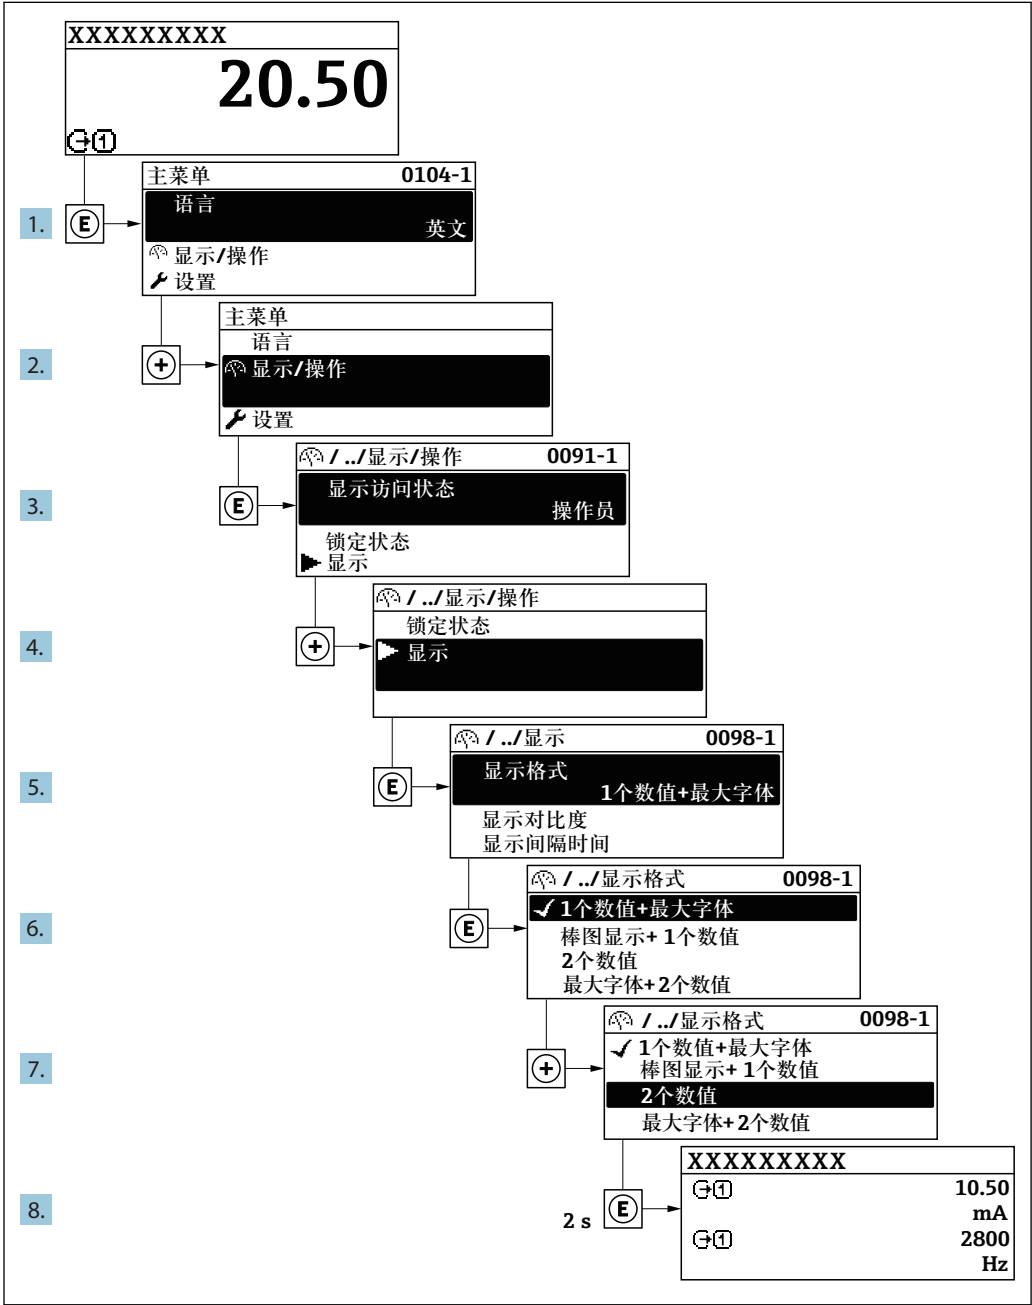 XXXXXXXXX
20.50
1
主菜单 0104-1
语言
英文
显示/操作
设置
1.
E
主菜单
语言
显示/操作
设置
2.
+
/ ../显示/操作 0091-1
显示访问状态
操作员
锁定状态
显示
3.
E
/ ../显示/操作
锁定状态
显示
4.
+
/ ../显示 0098-1
显示格式
1个数值+最大字体
显示对比度
显示间隔时间
5.
E
/ ../显示格式 0098-1
1个数值+最大字体
棒图显示+ 1个数值
2个数值
最大字体+ 2个数值
6.
E
/ ../显示格式 0098-1
1个数值+最大字体
棒图显示+ 1个数值
2个数值
最大字体+ 2个数值
7.
+
XXXXXXXXX
1 10.50
mA
1 2800
Hz
8.
2 s
E